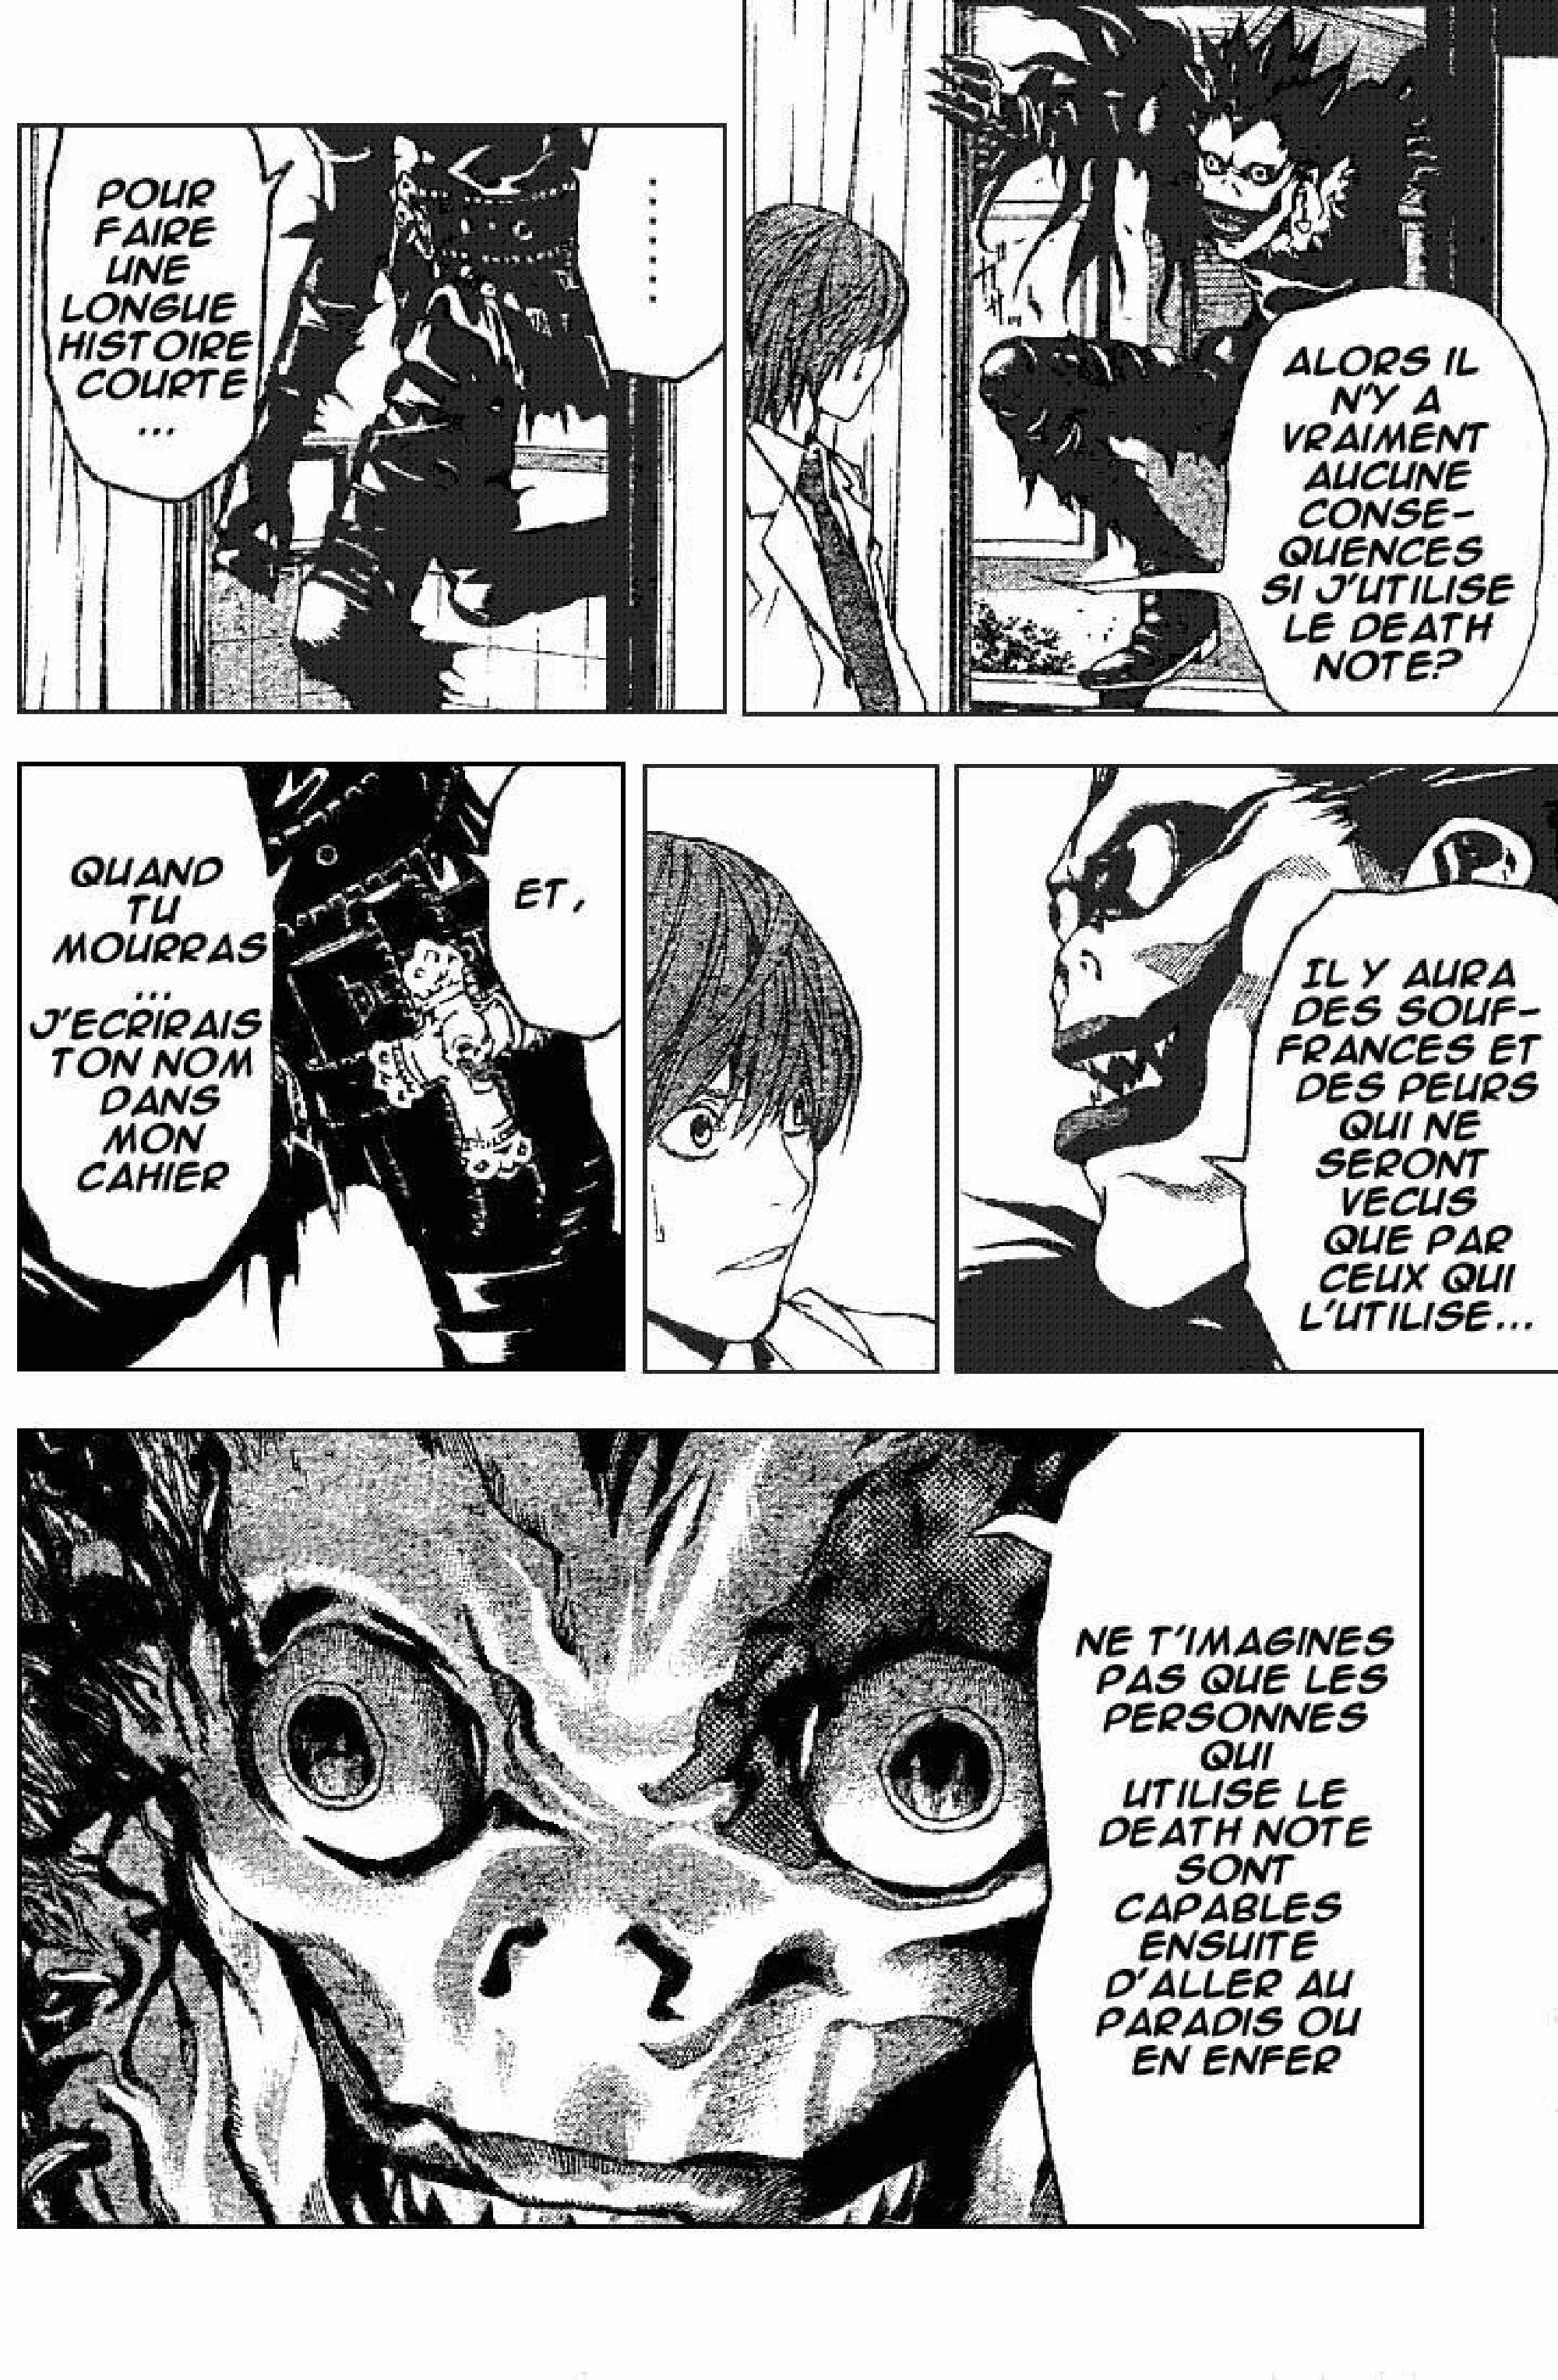 ALORS IL
N'Y A
VRAIMENT
AUCUNE
CONSE-
QUENCES
SI J'UTILISE
LE DEATH
NOTE?
......
POUR
FAIRE
UNE
LONGUE
HISTOIRE
COURTE
...
IL Y AURA
DES SOUF-
FRANCES ET
DES PEURS
QUI NE
SERONT
VECUS
QUE PAR
CEUX QUI
L'UTILISE...
ET,
QUAND
TU
MOURRAS
...
J'ECRIRAIS
TON NOM
DANS
MON
CAHIER
NE T'IMAGINES
PAS QUE LES
PERSONNES
QUI
UTILISE LE
DEATH NOTE
SONT
CAPABLES
ENSUITE
D'ALLER AU
PARADIS OU
EN ENFER